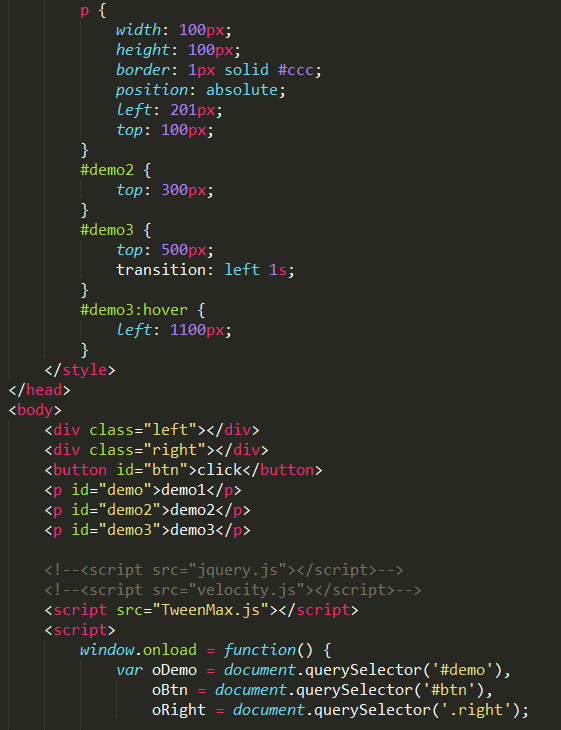 p {
width: 100px;
height: 100px;
border: 1px solid #ccc;
position: absolute;
left: 201px;
top: 100px;
}
#demo2 {
top: 300px;
}
#demo3 {
top: 500px;
transition: left 1s;
}
#demo3:hover {
left: 1100px;
}
</style>
</head>
<body>
<div class="left"></div>
<div class="right"></div>
<button id="btn">click</button>
<p id="demo">demo1</p>
<p id="demo2">demo2</p>
<p id="demo3">demo3</p>
<!--<script src="jquery.js"></script>-->
<!--<script src="velocity.js"></script>-->
<script src="TweenMax.js"></script>
<script>
window.onload = function() {
var oDemo = document.querySelector('#demo'),
oBtn = document.querySelector('#btn'),
oRight = document.querySelector('.right');